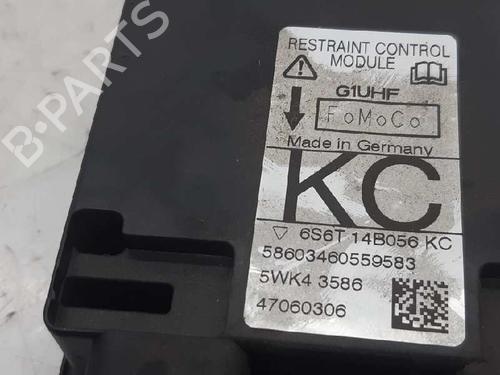 RESTRAINT CONTROL
MODULE
G1UHF
FoMoCo
Made in Germany
KC
6S6T 14B056 KC
58603460559583
5WK4 3586
47060306
B-PARTS